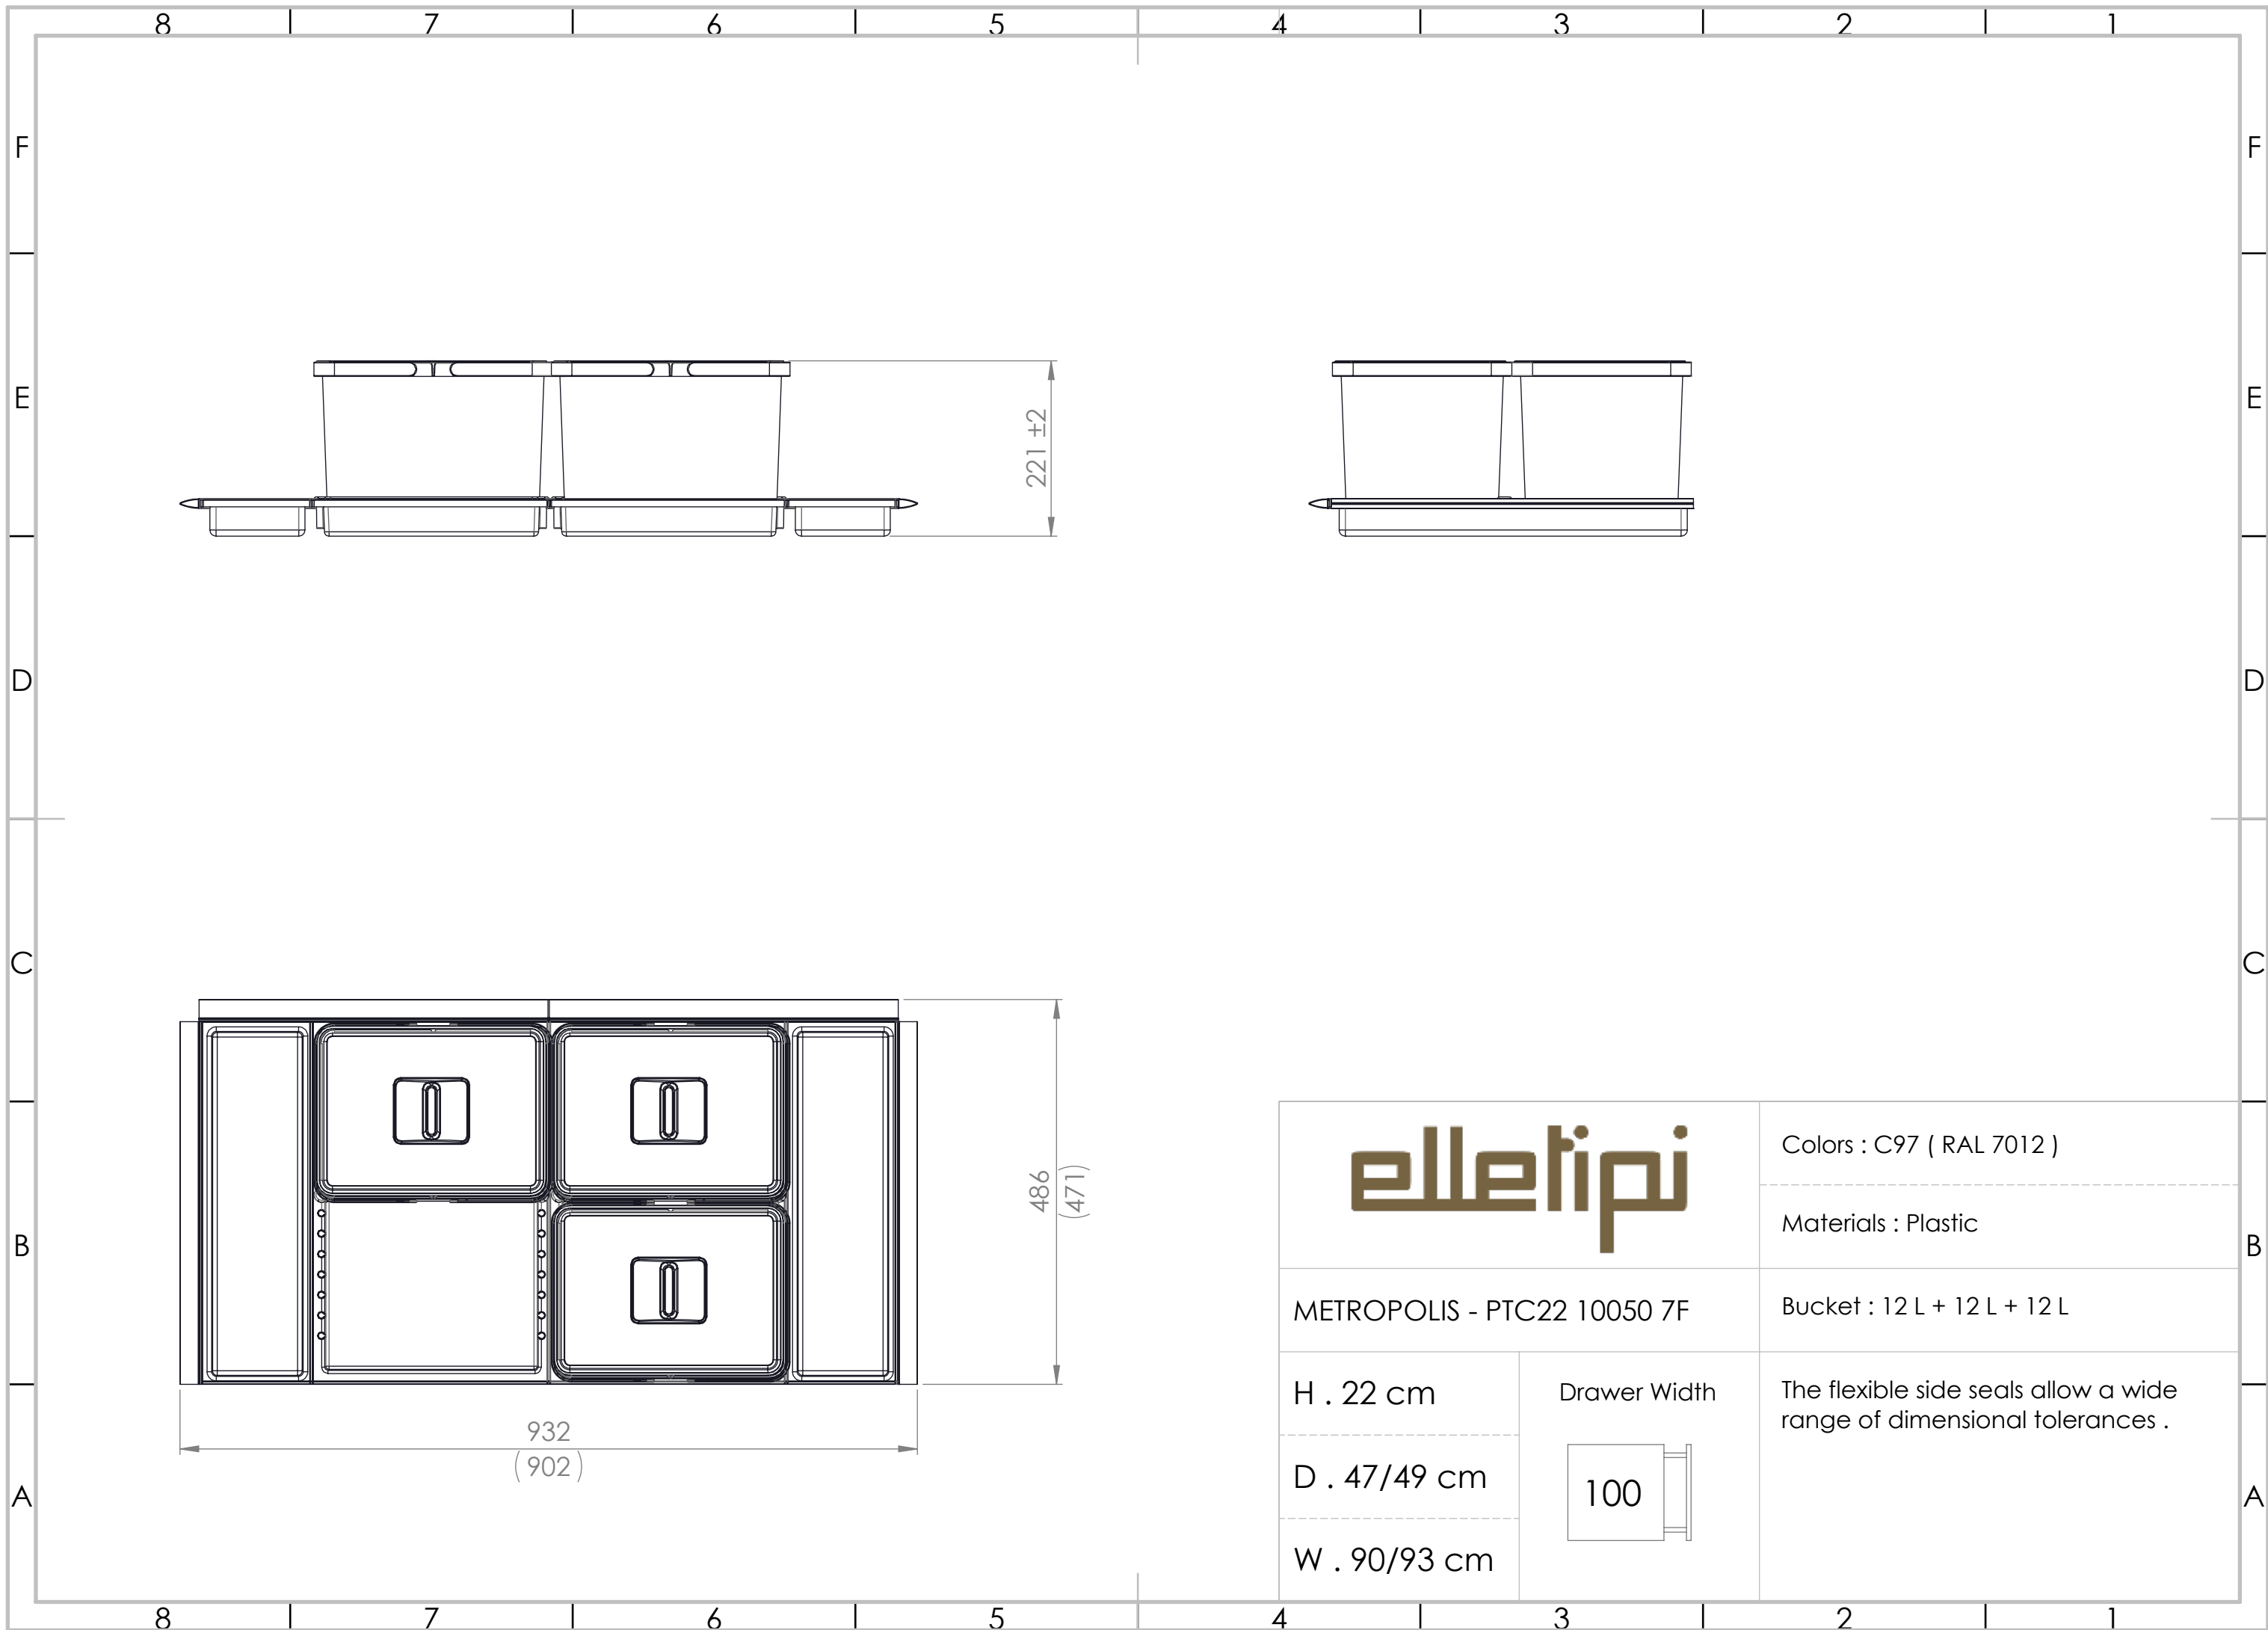 8 7 6 5 4 3 2 1
F F
E E
221 ±2
D D
C C
486
(471)
B B
932
(902)
A A
elletipi
Colors : C97 ( RAL 7012 )
Materials : Plastic
METROPOLIS - PTC22 10050 7F
Bucket : 12 L + 12 L + 12 L
H . 22 cm
D . 47/49 cm
W . 90/93 cm
Drawer Width
100
The flexible side seals allow a wide
range of dimensional tolerances .
8 7 6 5 4 3 2 1